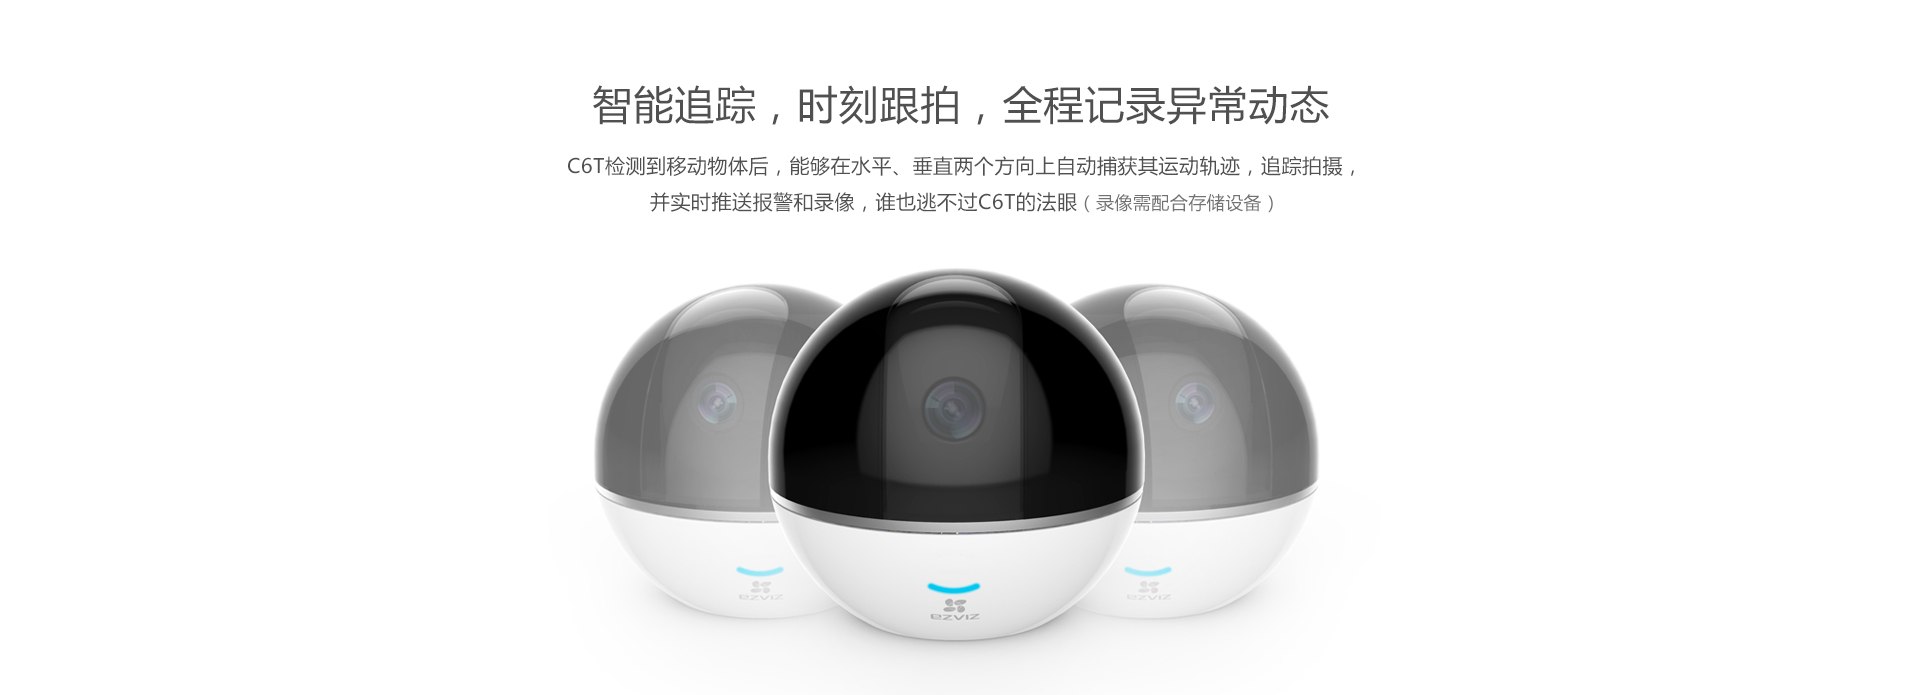 智能追踪，时刻跟拍，全程记录异常动态
C6T检测到移动物体后，能够在水平、垂直两个方向上自动捕获其运动轨迹，追踪拍摄，
并实时推送报警和录像，谁也逃不过C6T的法眼（录像需配合存储设备）
ezviz
ezviz
ezviz